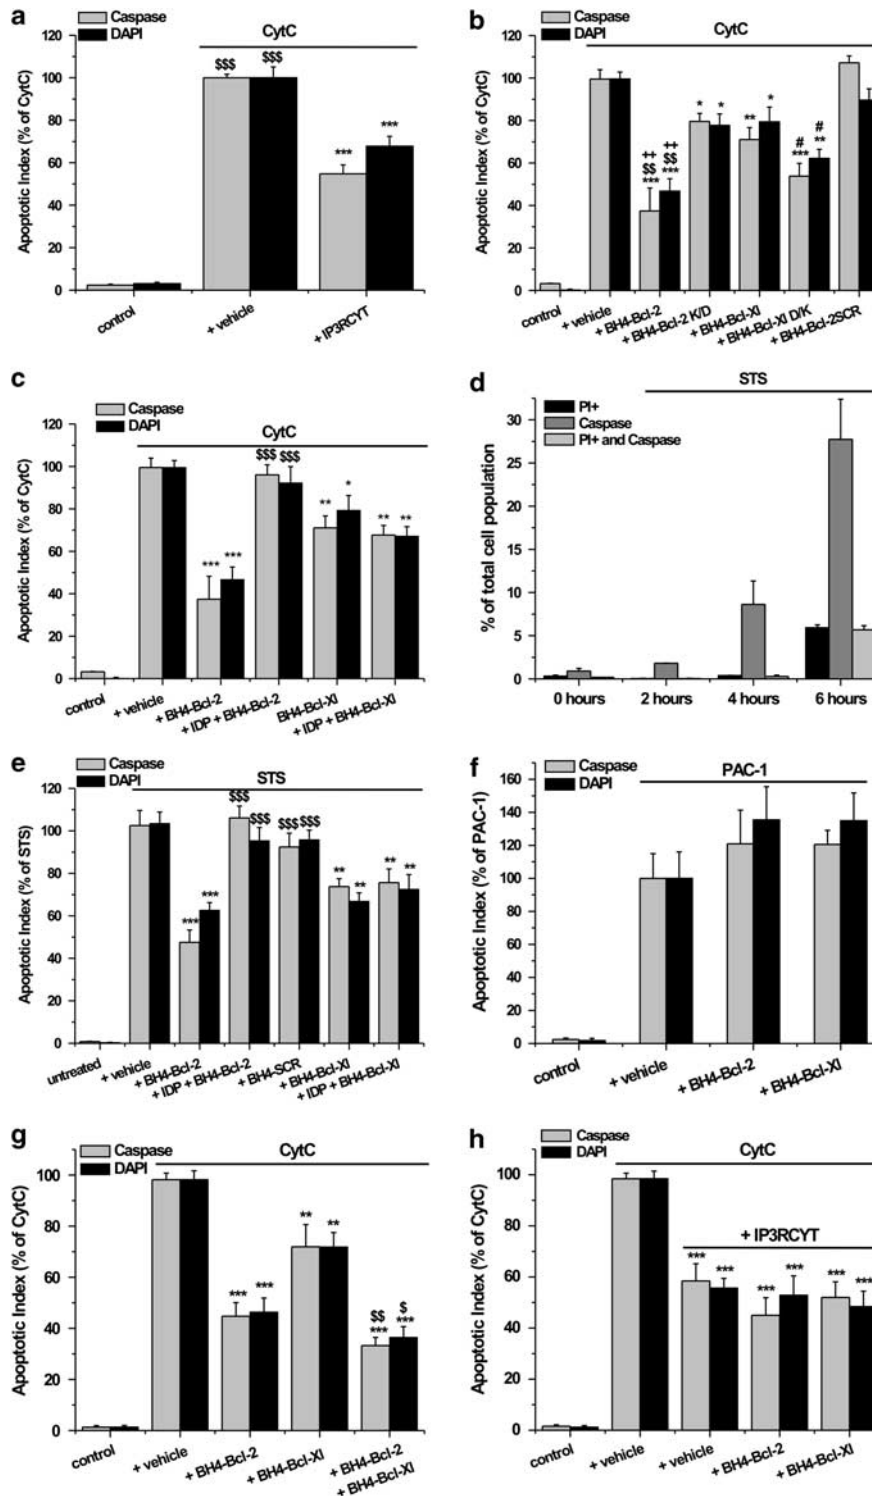 a
Caspase
DAPI
CytC
Apoptotic Index (% of CytC)
120
100
80
60
40
20
0
$$$ $$$
*** ***
control
+ vehicle
+IP3RCYT
b
Caspase
DAPI
CytC
Apoptotic Index (% of CytC)
120
100
80
60
40
20
0
++ ++
$$ $$
*** ***
* *
** *
# #
*** **
control
+ vehicle
+ BH4-Bcl-2
+ BH4-Bcl-2 K/D
+ BH4-Bcl-Xl
+ BH4-Bcl-Xl D/K
+ BH4-Bcl-2SCR
c
Caspase
DAPI
CytC
Apoptotic Index (% of CytC)
120
100
80
60
40
20
0
*** ***
$$$ $$$
** *
** **
control
+ vehicle
+ BH4-Bcl-2
+ IDP + BH4-Bcl-2
BH4-Bcl-Xl
+ IDP + BH4-Bcl-Xl
d
PI+
Caspase
PI+ and Caspase
STS
% of total cell population
30
25
20
15
10
5
0
0 hours
2 hours
4 hours
6 hours
e
Caspase
DAPI
STS
Apoptotic Index (% of STS)
120
100
80
60
40
20
0
*** ***
$$$ $$$
$$$ $$$
** **
** **
untreated
+ vehicle
+ BH4-Bcl-2
+ IDP + BH4-Bcl-2
+ BH4-SCR
+ BH4-Bcl-Xl
+ IDP + BH4-Bcl-Xl
f
Caspase
DAPI
PAC-1
Apoptotic Index (% of PAC-1)
160
140
120
100
80
60
40
20
0
control
+ vehicle
+ BH4-Bcl-2
+ BH4-Bcl-Xl
g
Caspase
DAPI
CytC
Apoptotic Index (% of CytC)
100
80
60
40
20
0
*** ***
** **
$$ $
*** ***
control
+ vehicle
+ BH4-Bcl-2
+ BH4-Bcl-Xl
+ BH4-Bcl-2
+ BH4-Bcl-Xl
h
Caspase
DAPI
CytC
+ IP3RCYT
Apoptotic Index (% of CytC)
100
80
60
40
20
0
*** ***
*** ***
*** ***
control
+ vehicle
+ vehicle
+ BH4-Bcl-2
+ BH4-Bcl-Xl